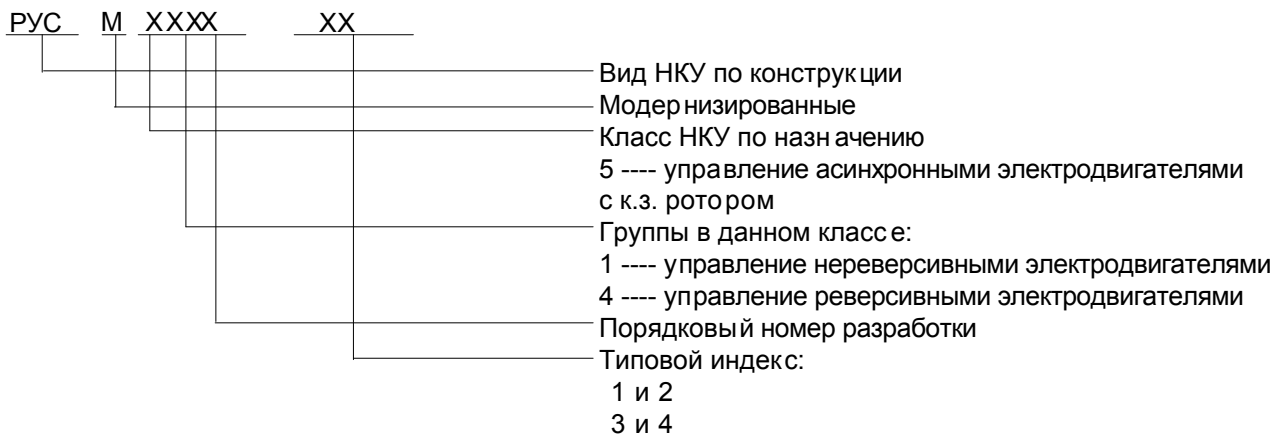 РУС М ХХХХ ХХ
Вид НКУ по конструкции
Модернизированные
Класс НКУ по назначению
5 ---- управление асинхронными электродвигателями
с к.з. ротором
Группы в данном классе:
1 ---- управление нереверсивными электродвигателями
4 ---- управление реверсивными электродвигателями
Порядковый номер разработки
Типовой индекс:
1 и 2
3 и 4